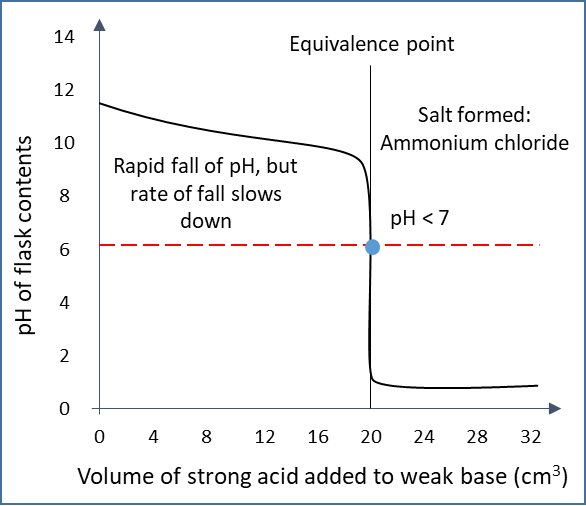 14
Equivalence point
12
Salt formed:
Ammonium chloride
10
Rapid fall of pH, but
rate of fall slows
down
8
pH < 7
6
4
2
0
pH of flask contents
0 4 8 12 16 20 24 28 32
Volume of strong acid added to weak base (cm³)